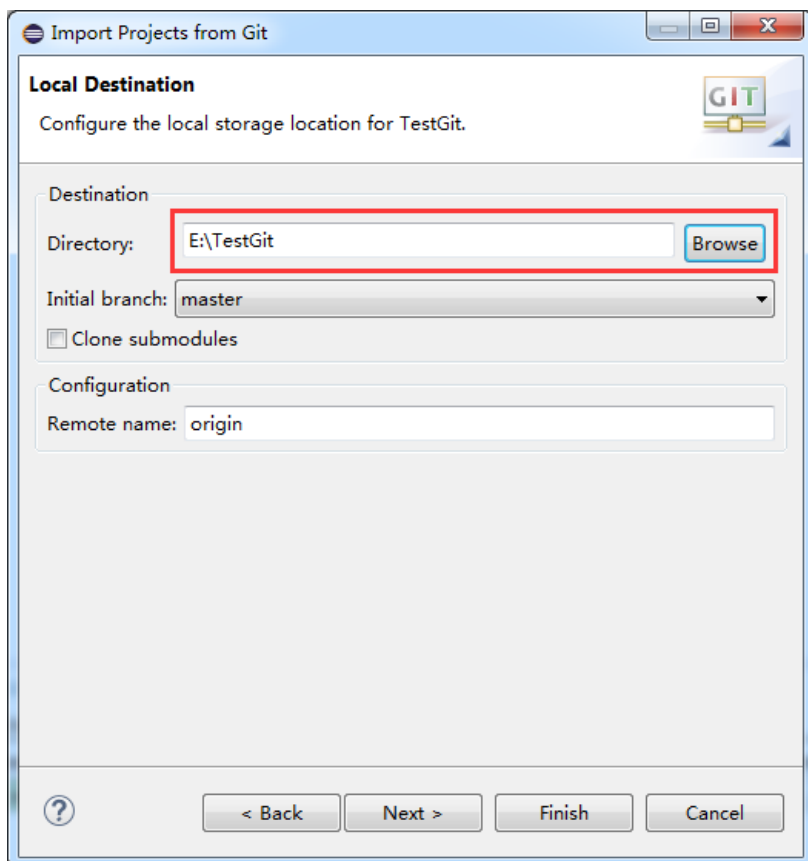 Import Projects from Git
Local Destination
Configure the local storage location for TestGit.
GIT
Destination
Directory: E:\TestGit Browse
Initial branch: master
Clone submodules
Configuration
Remote name: origin
? < Back Next > Finish Cancel